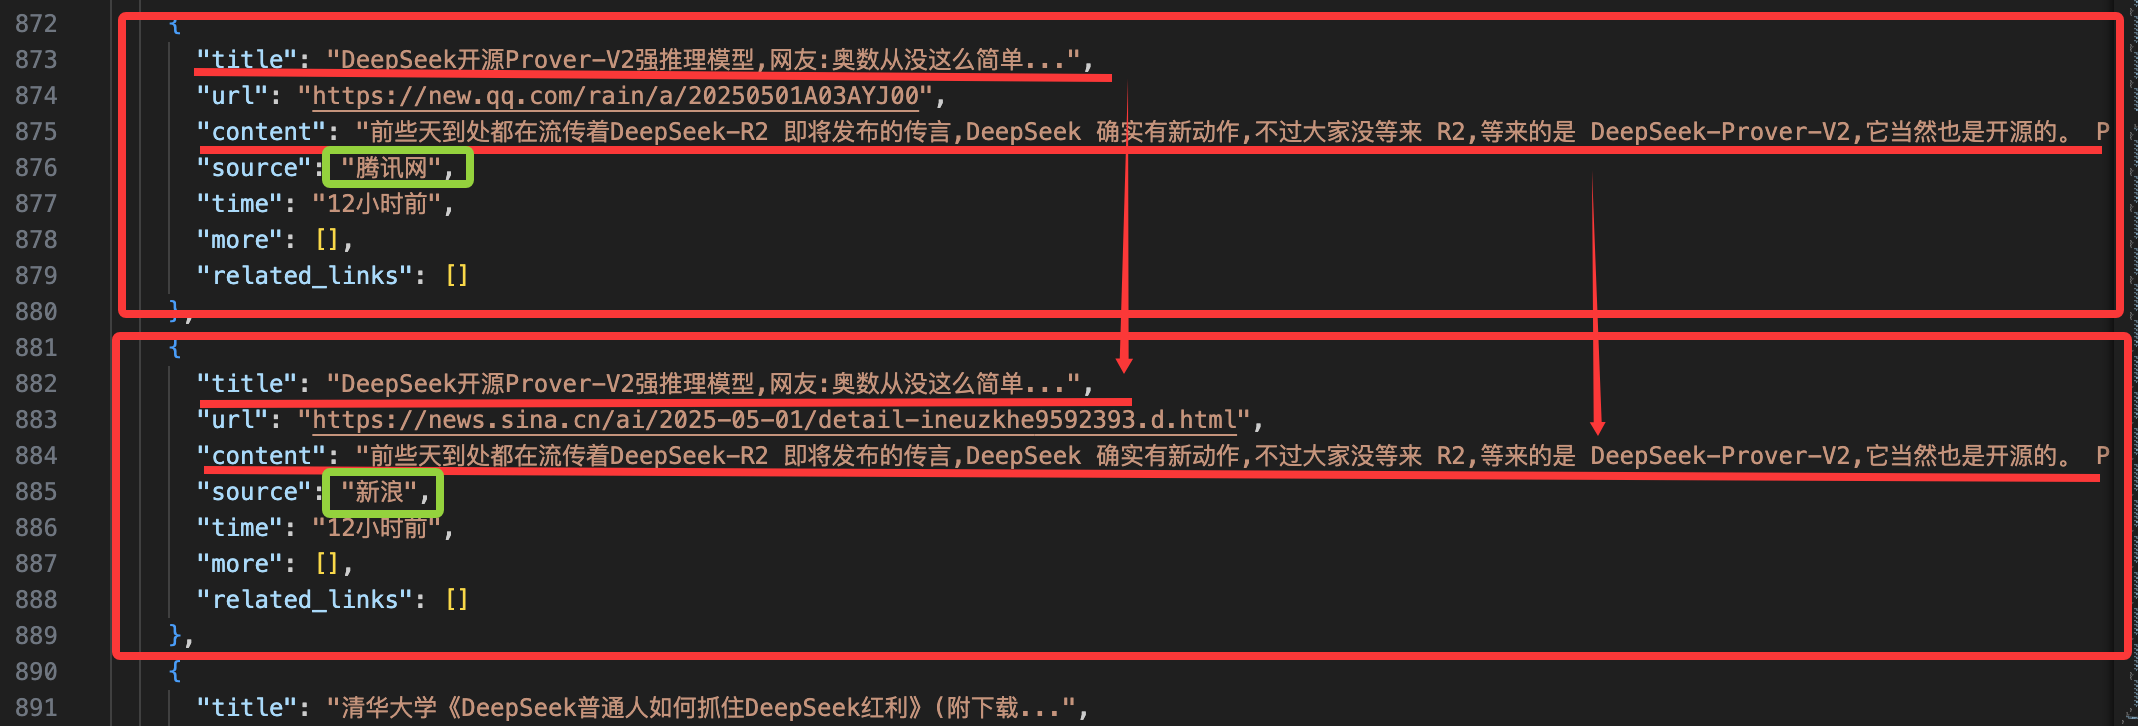 872 {
873 "title": "DeepSeek开源Prover-V2强推理模型,网友:奥数从没这么简单...",
874 "url": "https://new.qq.com/rain/a/20250501A03AYJ00",
875 "content": "前些天到处都在流传着DeepSeek-R2 即将发布的传言,DeepSeek 确实有新动作,不过大家没等来 R2,等来的是 DeepSeek-Prover-V2,它当然也是开源的。 P
876 "source": "腾讯网",
877 "time": "12小时前",
878 "more": [],
879 "related_links": []
880 },
881 {
882 "title": "DeepSeek开源Prover-V2强推理模型,网友:奥数从没这么简单...",
883 "url": "https://news.sina.cn/ai/2025-05-01/detail-ineuzkhe9592393.d.html",
884 "content": "前些天到处都在流传着DeepSeek-R2 即将发布的传言,DeepSeek 确实有新动作,不过大家没等来 R2,等来的是 DeepSeek-Prover-V2,它当然也是开源的。 P
885 "source": "新浪",
886 "time": "12小时前",
887 "more": [],
888 "related_links": []
889 },
890 {
891 "title": "清华大学《DeepSeek普通人如何抓住DeepSeek红利》(附下载...",